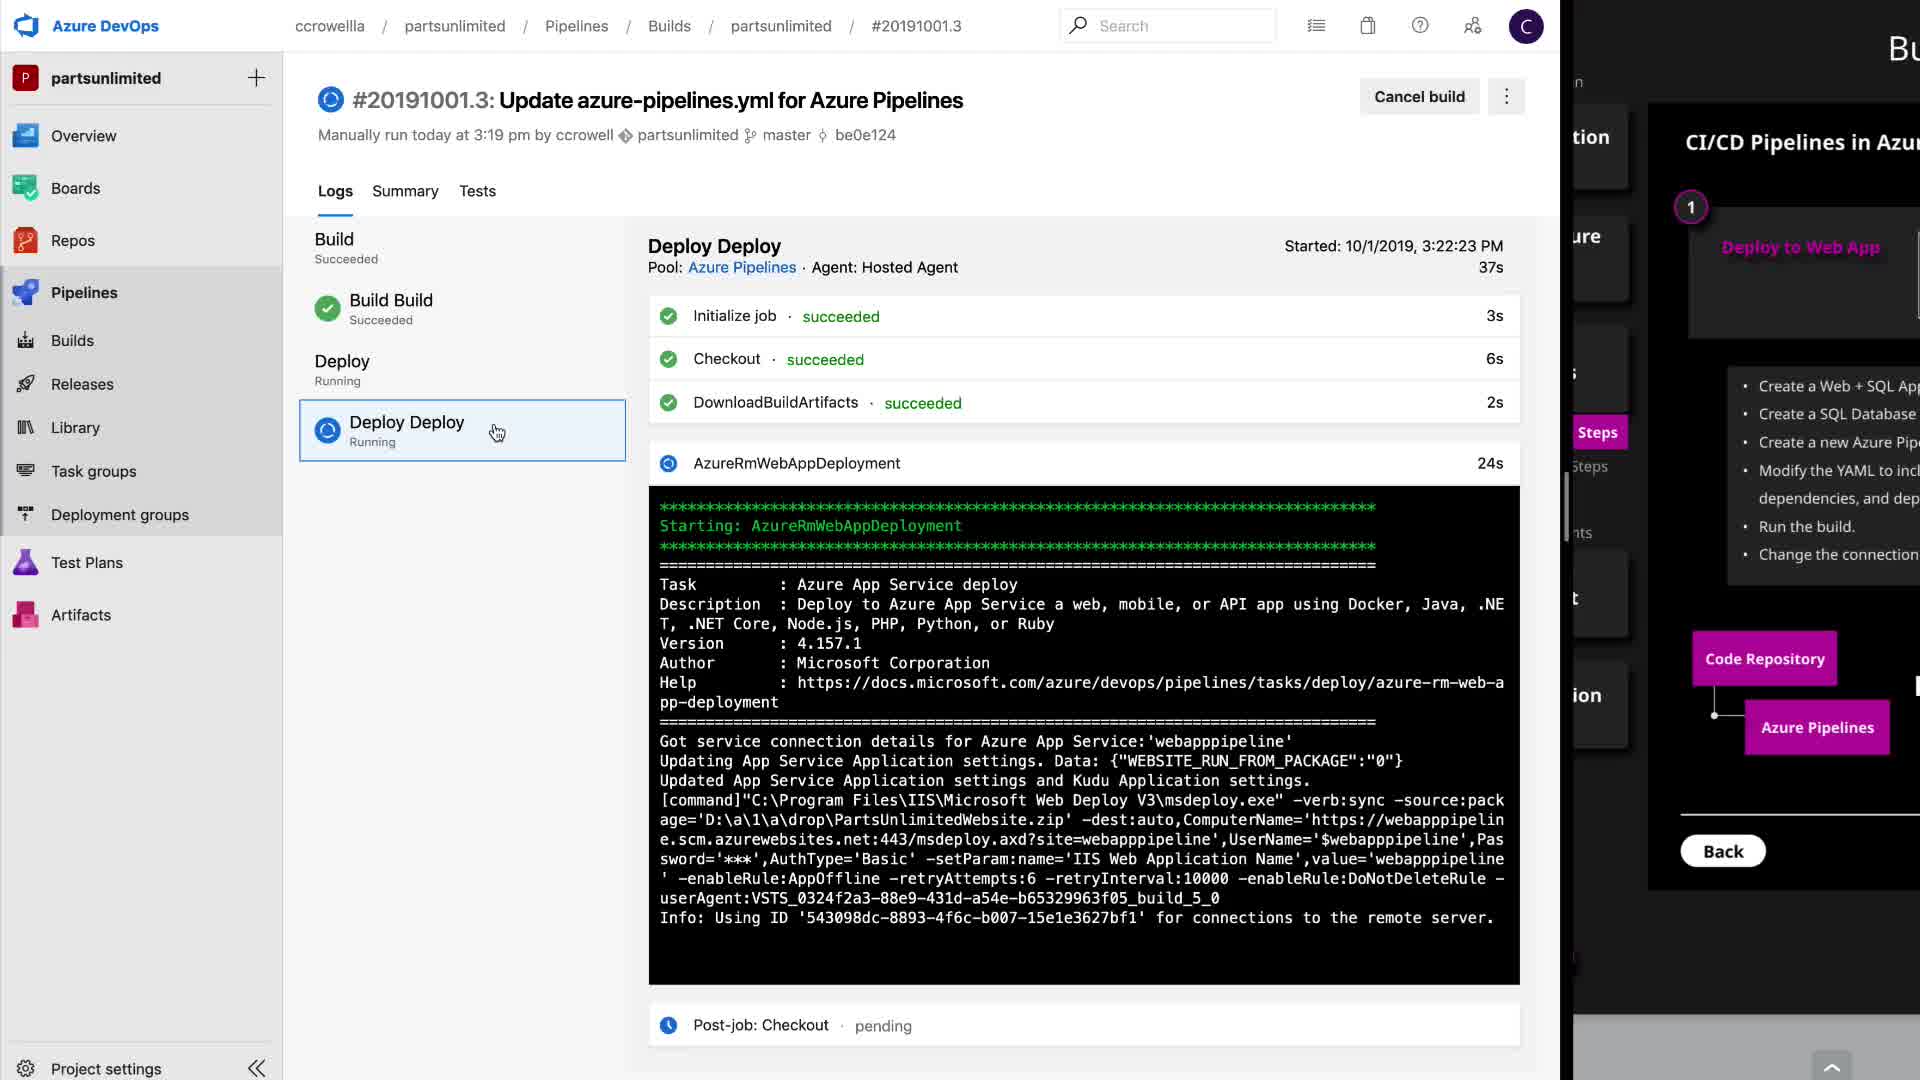 Azure DevOps
ccrowellla / partsunlimited / Pipelines / Builds / partsunlimited / #20191001.3
Search
C
P partsunlimited
Overview
Boards
Repos
Pipelines
Builds
Releases
Library
Task groups
Deployment groups
Test Plans
Artifacts
Project settings
#20191001.3: Update azure-pipelines.yml for Azure Pipelines
Manually run today at 3:19 pm by ccrowell partsunlimited master be0e124
Cancel build
Logs Summary Tests
Build
Succeeded
Build Build
Succeeded
Deploy
Running
Deploy Deploy
Running
Deploy Deploy
Started: 10/1/2019, 3:22:23 PM
Pool: Azure Pipelines · Agent: Hosted Agent
37s
Initialize job · succeeded 3s
Checkout · succeeded 6s
DownloadBuildArtifacts · succeeded 2s
AzureRmWebAppDeployment 24s
******************************************************************************
Starting: AzureRmWebAppDeployment
******************************************************************************
==============================================================================
Task : Azure App Service deploy
Description : Deploy to Azure App Service a web, mobile, or API app using Docker, Java, .NE
T, .NET Core, Node.js, PHP, Python, or Ruby
Version : 4.157.1
Author : Microsoft Corporation
Help : https://docs.microsoft.com/azure/devops/pipelines/tasks/deploy/azure-rm-web-a
pp-deployment
==============================================================================
Got service connection details for Azure App Service:'webapppipeline'
Updating App Service Application settings. Data: {"WEBSITE_RUN_FROM_PACKAGE":"0"}
Updated App Service Application settings and Kudu Application settings.
[command]"C:\Program Files\IIS\Microsoft Web Deploy V3\msdeploy.exe" -verb:sync -source:pack
age='D:\a\1\a\drop\PartsUnlimitedWebsite.zip' -dest:auto,ComputerName='https://webapppipelin
e.scm.azurewebsites.net:443/msdeploy.axd?site=webapppipeline',UserName='$webapppipeline',Pas
sword='***',AuthType='Basic' -setParam:name='IIS Web Application Name',value='webapppipeline
' -enableRule:AppOffline -retryAttempts:6 -retryInterval:10000 -enableRule:DoNotDeleteRule -
userAgent:VSTS_0324f2a3-88e9-431d-a54e-b65329963f05_build_5_0
Info: Using ID '543098dc-8893-4f6c-b007-15e1e3627bf1' for connections to the remote server.
Post-job: Checkout · pending
Bu
n
tion
ure
s
Steps
Steps
nts
t
ion
CI/CD Pipelines in Azur
1
Deploy to Web App
• Create a Web + SQL App
• Create a SQL Database
• Create a new Azure Pipe
• Modify the YAML to incl
dependencies, and dep
• Run the build.
• Change the connection
Code Repository
Azure Pipelines
Back